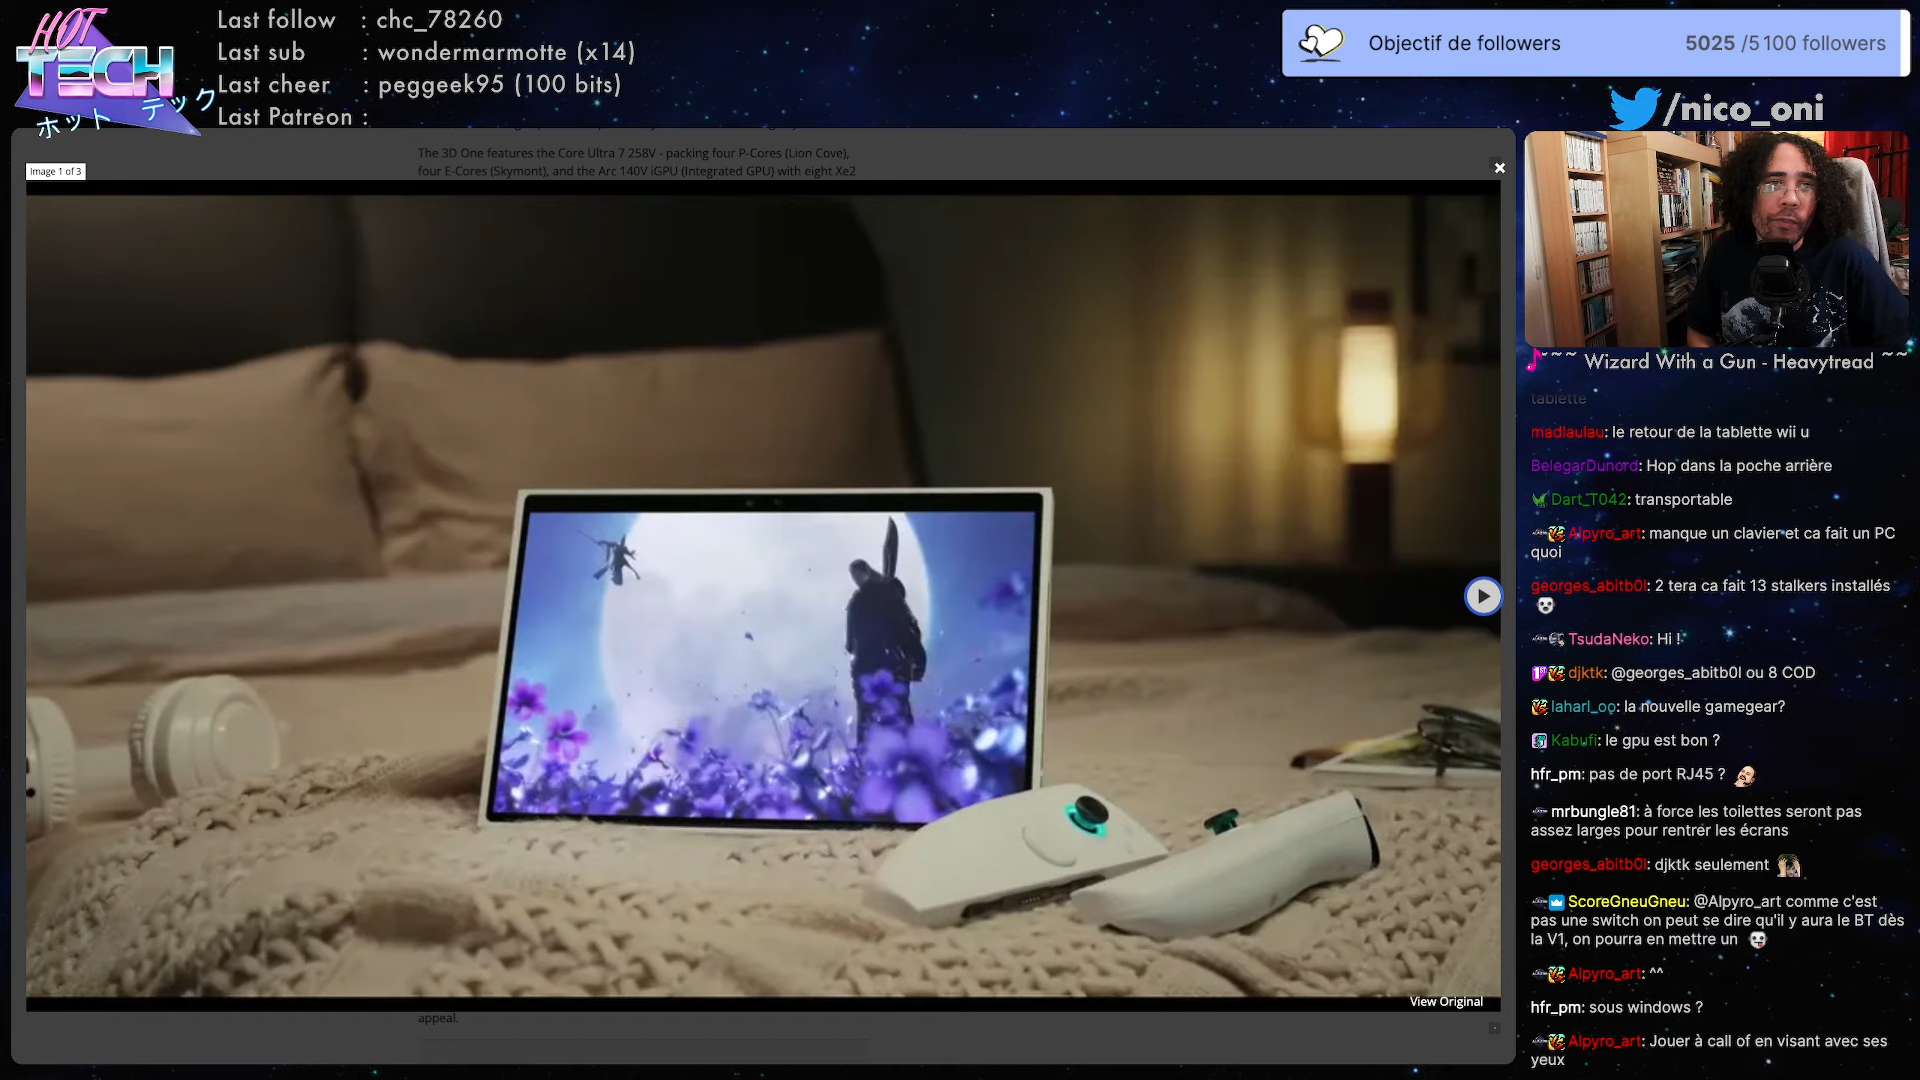 HOT
TECH
ホット テック
Last follow : chc_78260
Last sub : wondermarmotte (x14)
Last cheer : peggeek95 (100 bits)
Last Patreon :
Objectif de followers 5025 /5 100 followers
/nico_oni
The 3D One features the Core Ultra 7 258V - packing four P-Cores (Lion Cove),
four E-Cores (Skymont), and the Arc 140V iGPU (Integrated GPU) with eight Xe2
Image 1 of 3
View Original
appeal.
~~~ Wizard With a Gun - Heavytread ~~
tablette
madlaulau: le retour de la tablette wii u
BelegarDunord: Hop dans la poche arrière
Dart_T042: transportable
Alpyro_art: manque un clavier et ca fait un PC
quoi
georges_abitb0l: 2 tera ca fait 13 stalkers installés
TsudaNeko: Hi !
djktk: @georges_abitb0l ou 8 COD
laharl_oo: la nouvelle gamegear?
Kabufi: le gpu est bon ?
hfr_pm: pas de port RJ45 ?
mrbungle81: à force les toilettes seront pas
assez larges pour rentrer les écrans
georges_abitb0l: djktk seulement
ScoreGneuGneu: @Alpyro_art comme c'est
pas une switch on peut se dire qu'il y aura le BT dès
la V1, on pourra en mettre un
Alpyro_art: ^^
hfr_pm: sous windows ?
Alpyro_art: Jouer à call of en visant avec ses
yeux